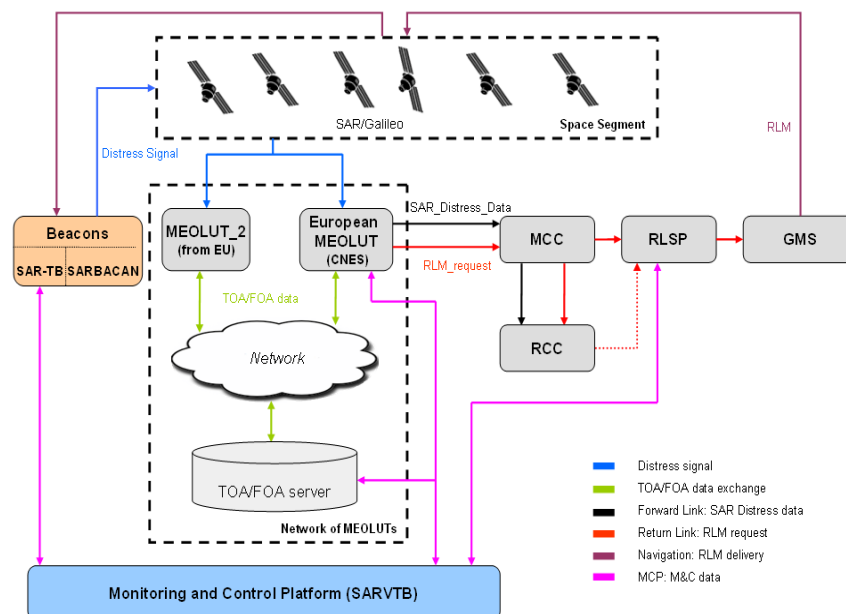 SAR/Galileo
Space Segment
RLM
Distress Signal
Beacons
SAR-TB
SARBACAN
MEOLUT_2
(from EU)
European
MEOLUT
(CNES)
SAR_Distress_Data
RLM_request
MCC
RLSP
GMS
RCC
TOA/FOA data
Network
TOA/FOA server
Network of MEOLUTs
Distress signal
TOA/FOA data exchange
Forward Link: SAR Distress data
Return Link: RLM request
Navigation: RLM delivery
MCP: M&C data
Monitoring and Control Platform (SARVTB)